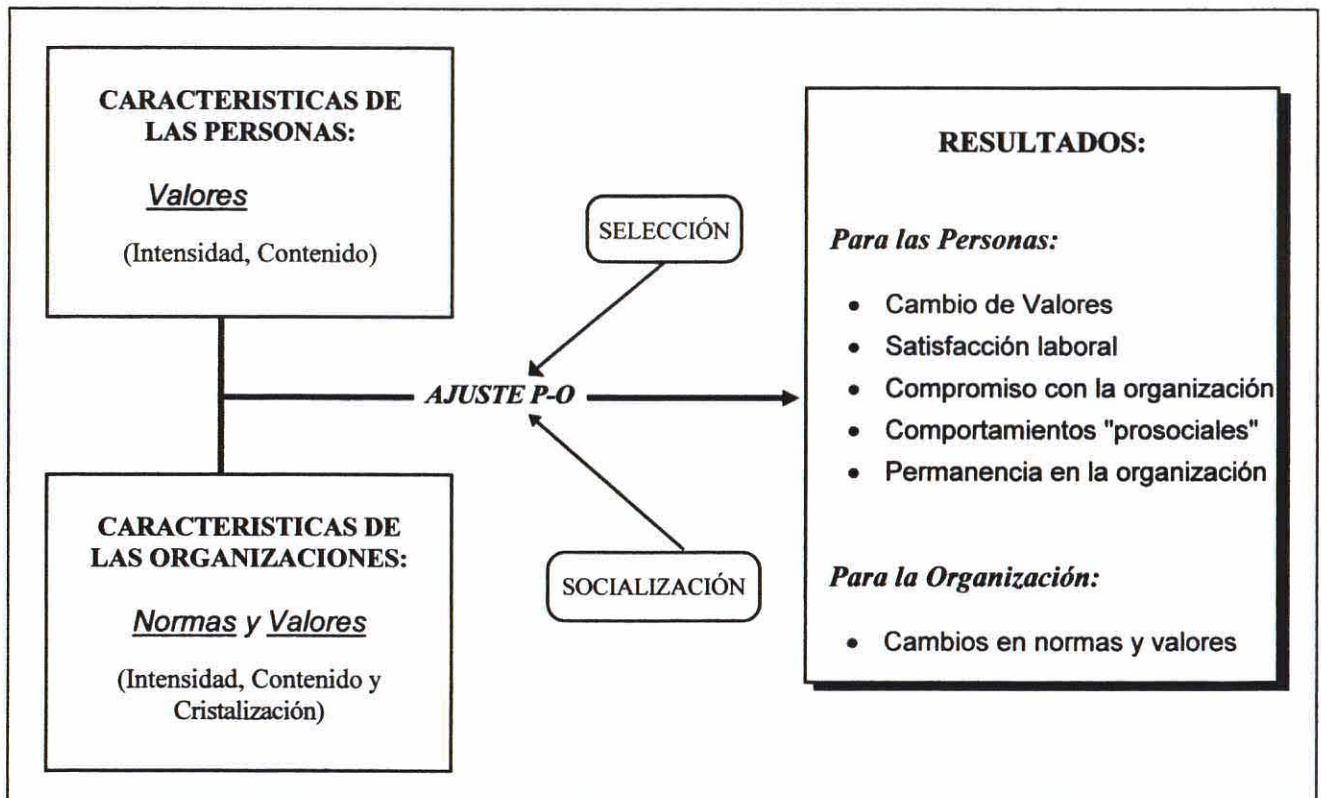 CARACTERISTICAS DE
LAS PERSONAS:
Valores
(Intensidad, Contenido)
CARACTERISTICAS DE
LAS ORGANIZACIONES:
Normas y Valores
(Intensidad, Contenido y
Cristalización)
SELECCIÓN
AJUSTE P-O
SOCIALIZACIÓN
RESULTADOS:
Para las Personas:
• Cambio de Valores
• Satisfacción laboral
• Compromiso con la organización
• Comportamientos "prosociales"
• Permanencia en la organización
Para la Organización:
• Cambios en normas y valores